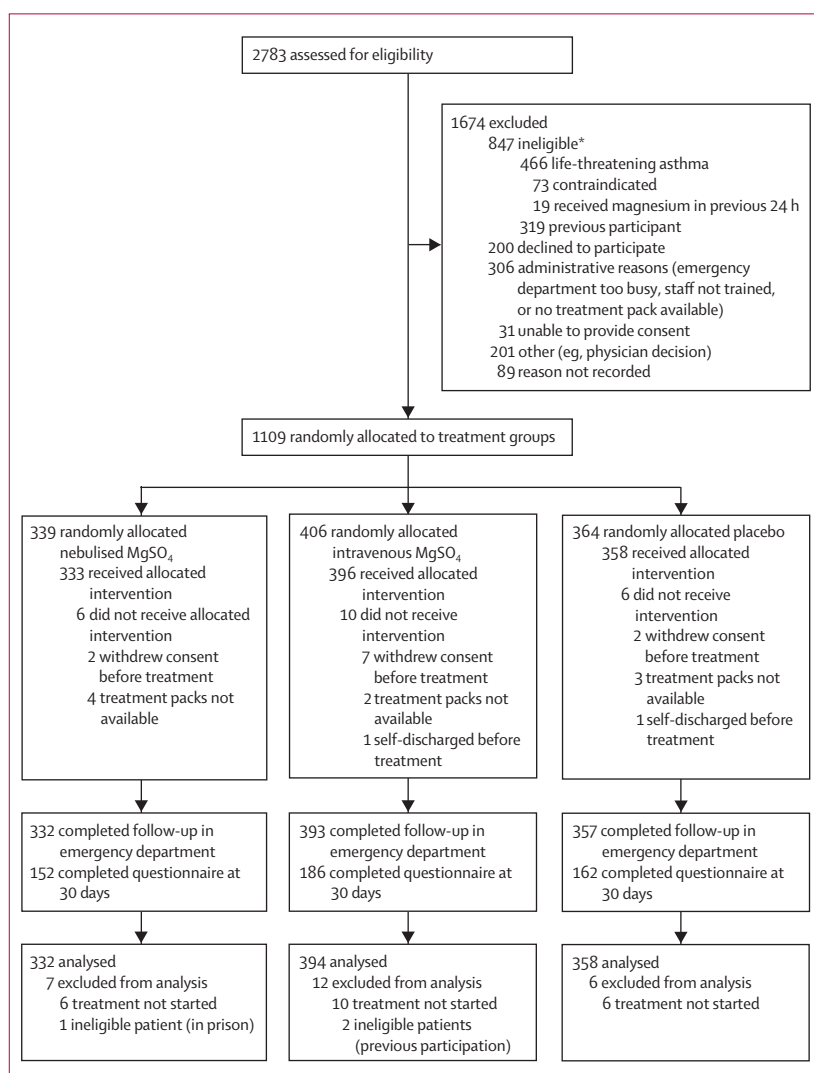 2783 assessed for eligibility
1674 excluded
847 ineligible*
466 life-threatening asthma
73 contraindicated
19 received magnesium in previous 24 h
319 previous participant
200 declined to participate
306 administrative reasons (emergency
department too busy, staff not trained,
or no treatment pack available)
31 unable to provide consent
201 other (eg, physician decision)
89 reason not recorded
1109 randomly allocated to treatment groups
339 randomly allocated
nebulised MgSO₄
333 received allocated
intervention
6 did not receive allocated
intervention
2 withdrew consent
before treatment
4 treatment packs not
available
406 randomly allocated
intravenous MgSO₄
396 received allocated
intervention
10 did not receive
intervention
7 withdrew consent
before treatment
2 treatment packs not
available
1 self-discharged before
treatment
364 randomly allocated placebo
358 received allocated
intervention
6 did not receive
intervention
2 withdrew consent
before treatment
3 treatment packs not
available
1 self-discharged before
treatment
332 completed follow-up in
emergency department
152 completed questionnaire at
30 days
393 completed follow-up in
emergency department
186 completed questionnaire at
30 days
357 completed follow-up in
emergency department
162 completed questionnaire at
30 days
332 analysed
7 excluded from analysis
6 treatment not started
1 ineligible patient (in prison)
394 analysed
12 excluded from analysis
10 treatment not started
2 ineligible patients
(previous participation)
358 analysed
6 excluded from analysis
6 treatment not started